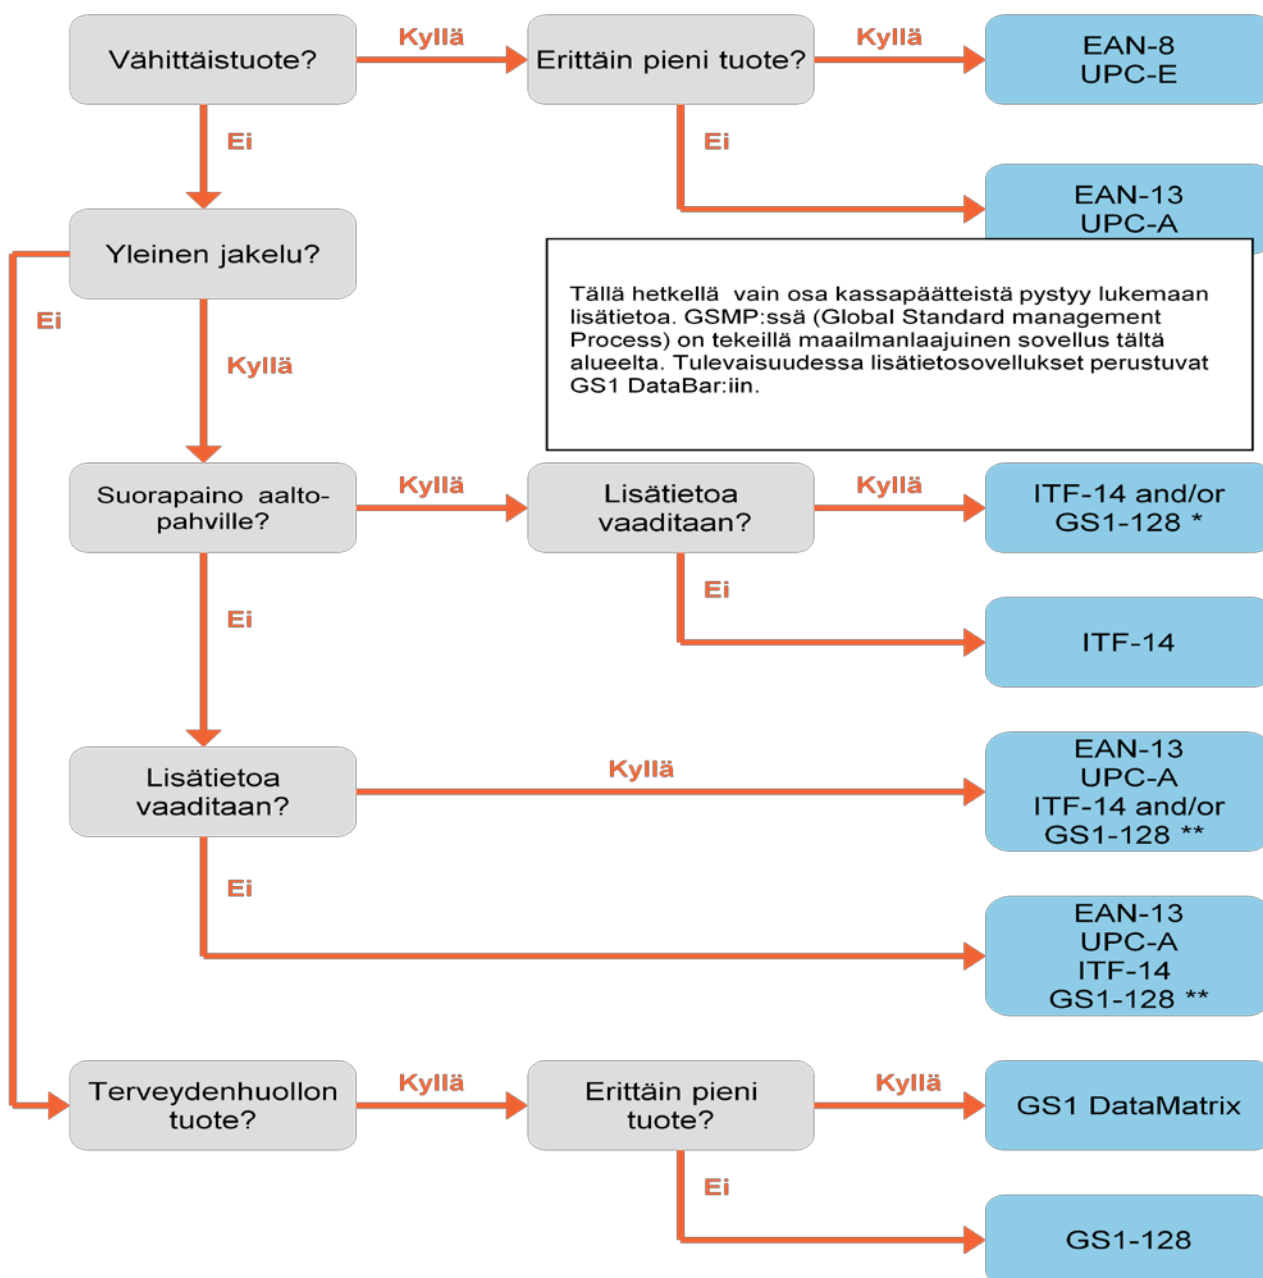 Vähittäistuote?
Kyllä
Erittäin pieni tuote?
Kyllä
EAN-8
UPC-E
Ei
Ei
EAN-13
UPC-A
Yleinen jakelu?
Ei
Kyllä
Tällä hetkellä vain osa kassapäätteistä pystyy lukemaan
lisätietoa. GSMP:ssä (Global Standard management
Process) on tekeillä maailmanlaajuinen sovellus tältä
alueelta. Tulevaisuudessa lisätietosovellukset perustuvat
GS1 DataBar:iin.
Suorapaino aalto-
pahville?
Kyllä
Lisätietoa
vaaditaan?
Kyllä
ITF-14 and/or
GS1-128 *
Ei
Ei
ITF-14
Lisätietoa
vaaditaan?
Kyllä
EAN-13
UPC-A
ITF-14 and/or
GS1-128 **
Ei
EAN-13
UPC-A
ITF-14
GS1-128 **
Terveydenhuollon
tuote?
Kyllä
Erittäin pieni
tuote?
Kyllä
GS1 DataMatrix
Ei
GS1-128